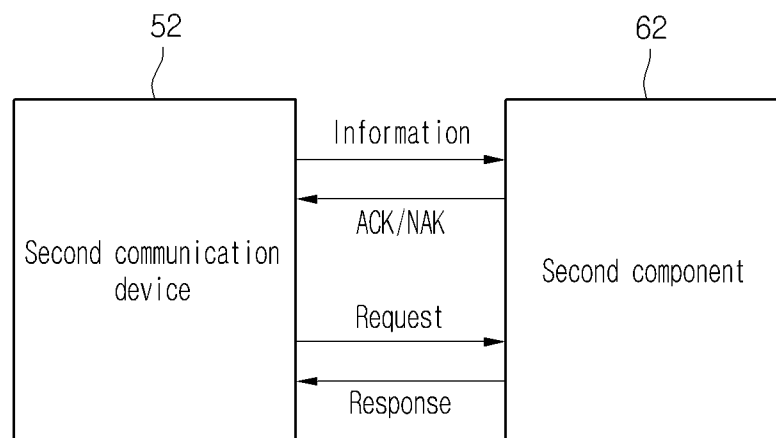 52
62
Information
ACK/NAK
Second communication
device
Second component
Request
Response